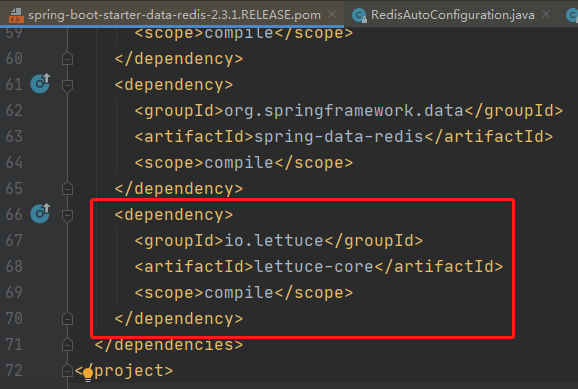 spring-boot-starter-data-redis-2.3.1.RELEASE.pom RedisAutoConfiguration.java
59 <scope>compile</scope>
60 </dependency>
61 <dependency>
62 <groupId>org.springframework.data</groupId>
63 <artifactId>spring-data-redis</artifactId>
64 <scope>compile</scope>
65 </dependency>
66 <dependency>
67 <groupId>io.lettuce</groupId>
68 <artifactId>lettuce-core</artifactId>
69 <scope>compile</scope>
70 </dependency>
71 </dependencies>
72 </project>